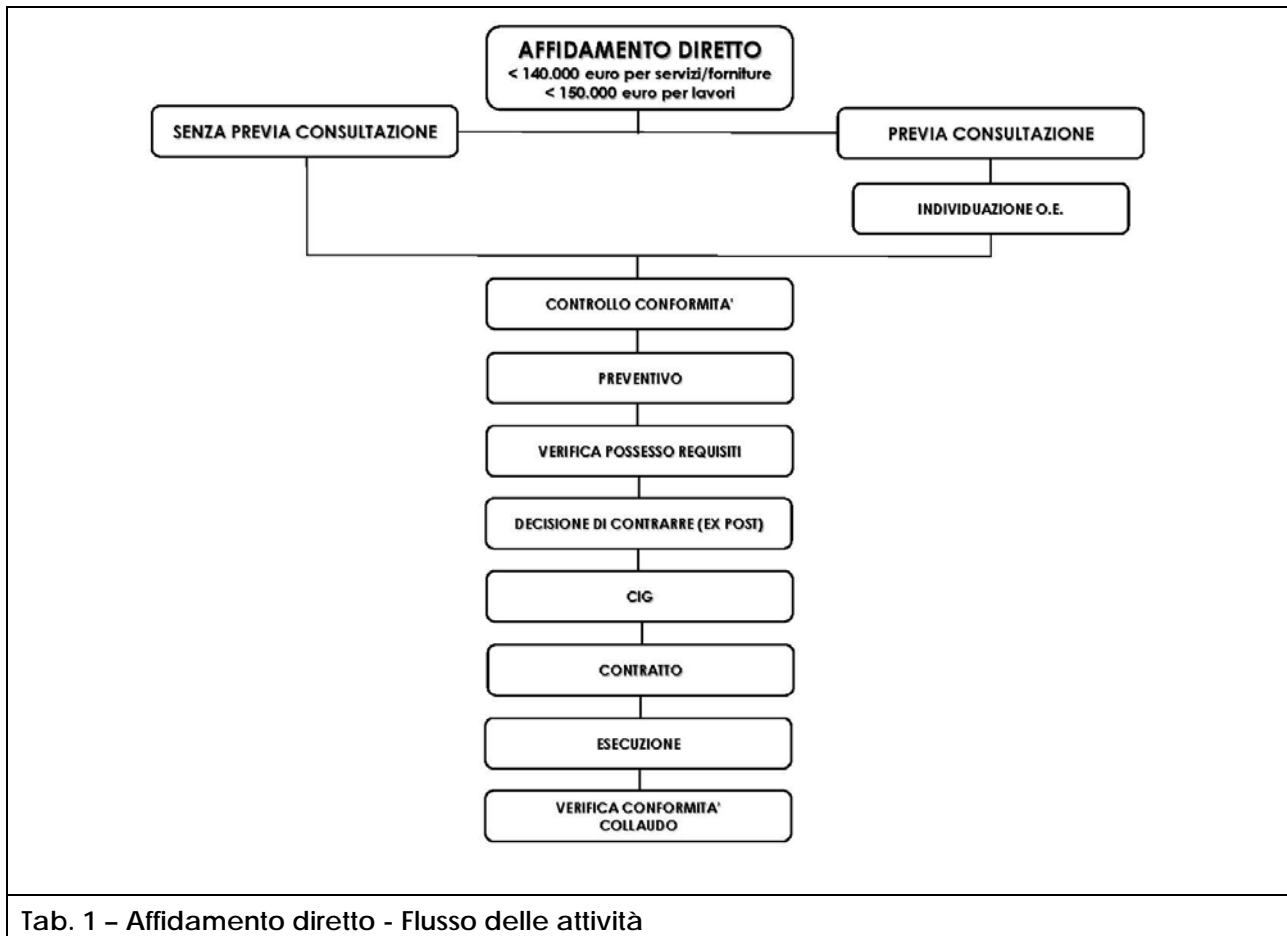 AFFIDAMENTO DIRETTO
< 140.000 euro per servizi/forniture
< 150.000 euro per lavori
SENZA PREVIA CONSULTAZIONE
PREVIA CONSULTAZIONE
INDIVIDUAZIONE O.E.
CONTROLLO CONFORMITA'
PREVENTIVO
VERIFICA POSSESSO REQUISITI
DECISIONE DI CONTRARRE (EX POST)
CIG
CONTRATTO
ESECUZIONE
VERIFICA CONFORMITA'
COLLAUDO
Tab. 1 – Affidamento diretto - Flusso delle attività